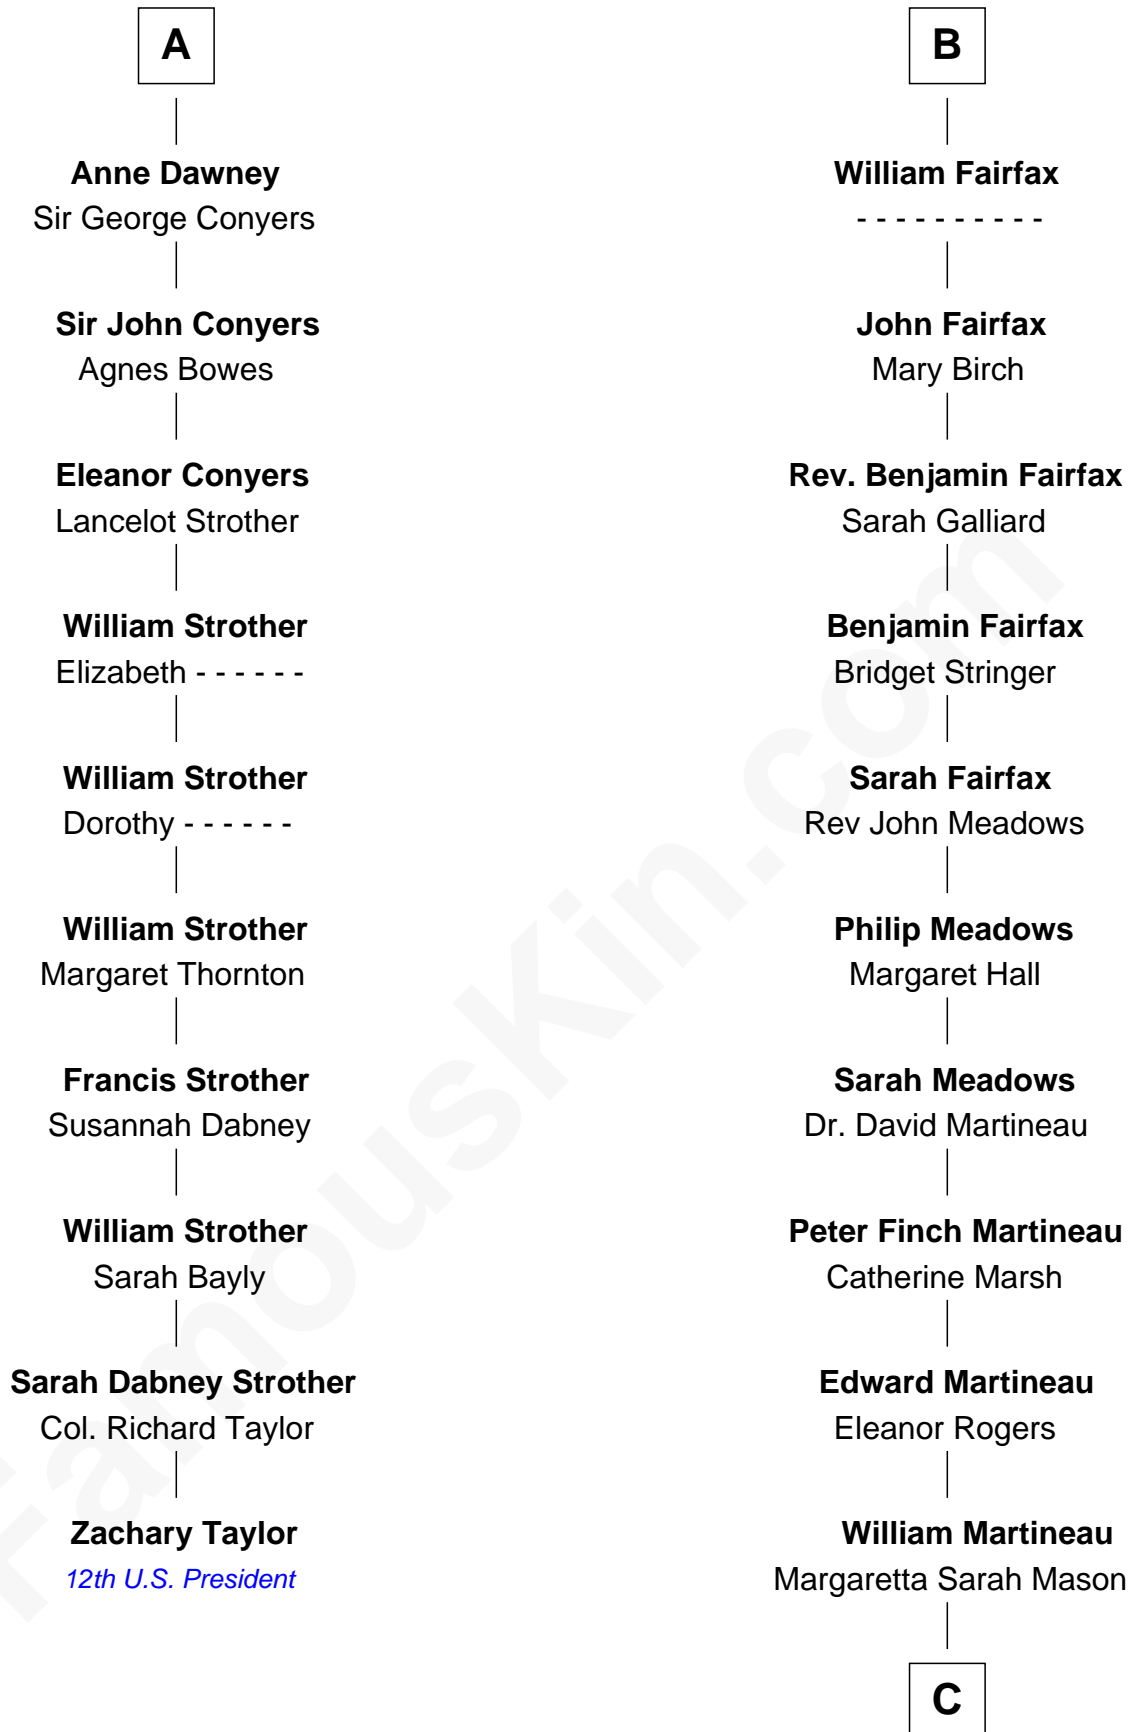 A
Anne Dawney
Sir George Conyers
Sir John Conyers
Agnes Bowes
Eleanor Conyers
Lancelot Strother
William Strother
Elizabeth - - - - - -
William Strother
Dorothy - - - - - -
William Strother
Margaret Thornton
Francis Strother
Susannah Dabney
William Strother
Sarah Bayly
Sarah Dabney Strother
Col. Richard Taylor
Zachary Taylor
12th U.S. President
B
William Fairfax
- - - - - - - - - -
John Fairfax
Mary Birch
Rev. Benjamin Fairfax
Sarah Galliard
Benjamin Fairfax
Bridget Stringer
Sarah Fairfax
Rev John Meadows
Philip Meadows
Margaret Hall
Sarah Meadows
Dr. David Martineau
Peter Finch Martineau
Catherine Marsh
Edward Martineau
Eleanor Rogers
William Martineau
Margaretta Sarah Mason
C
FamousKin.com